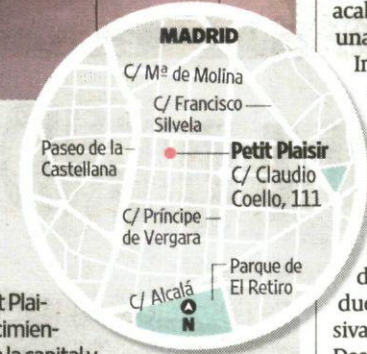 MADRID
C/ Mª de Molina
C/ Francisco
Silvela
Paseo de la
Castellana
Petit Plaisir
C/ Claudio
Coello, 111
C/ Príncipe
de Vergara
Parque de
El Retiro
C/ Alcalá
N
acal
una
In
d
duc
siva
t Plai-
cimien-